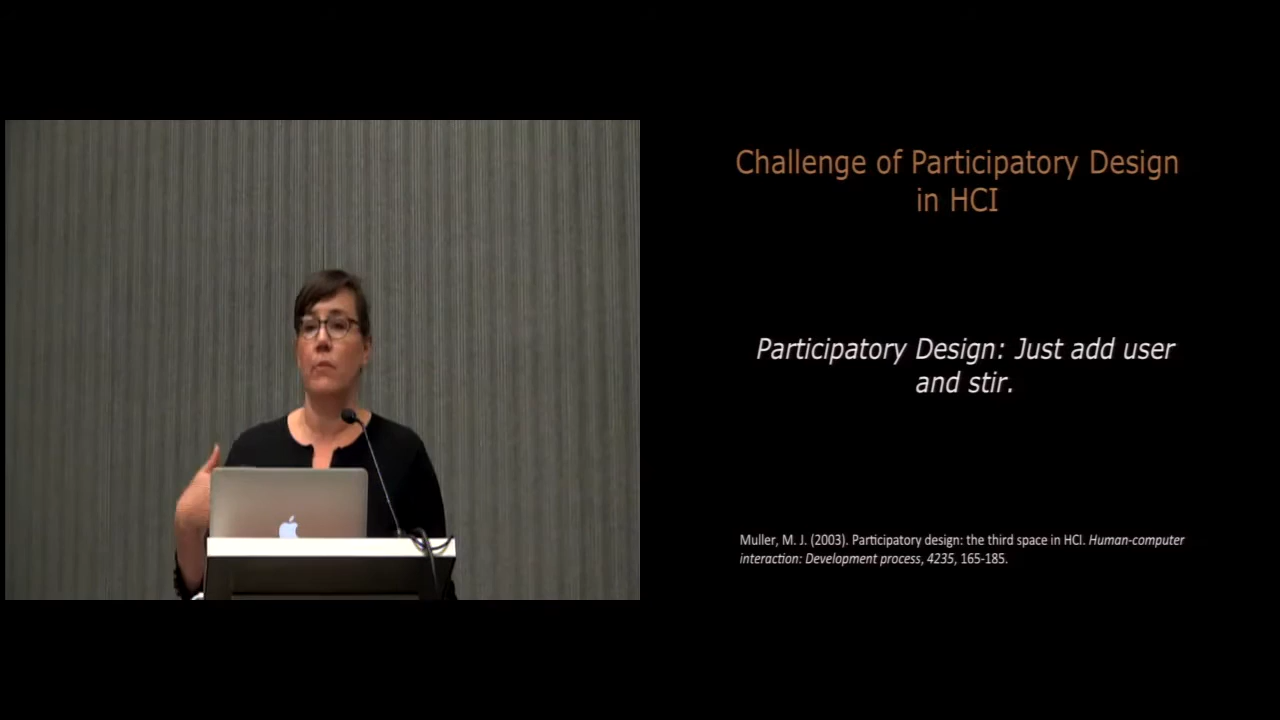 Challenge of Participatory Design
in HCI
Participatory Design: Just add user
and stir.
Muller, M. J. (2003). Participatory design: the third space in HCI. Human-computer
interaction: Development process, 4235, 165-185.